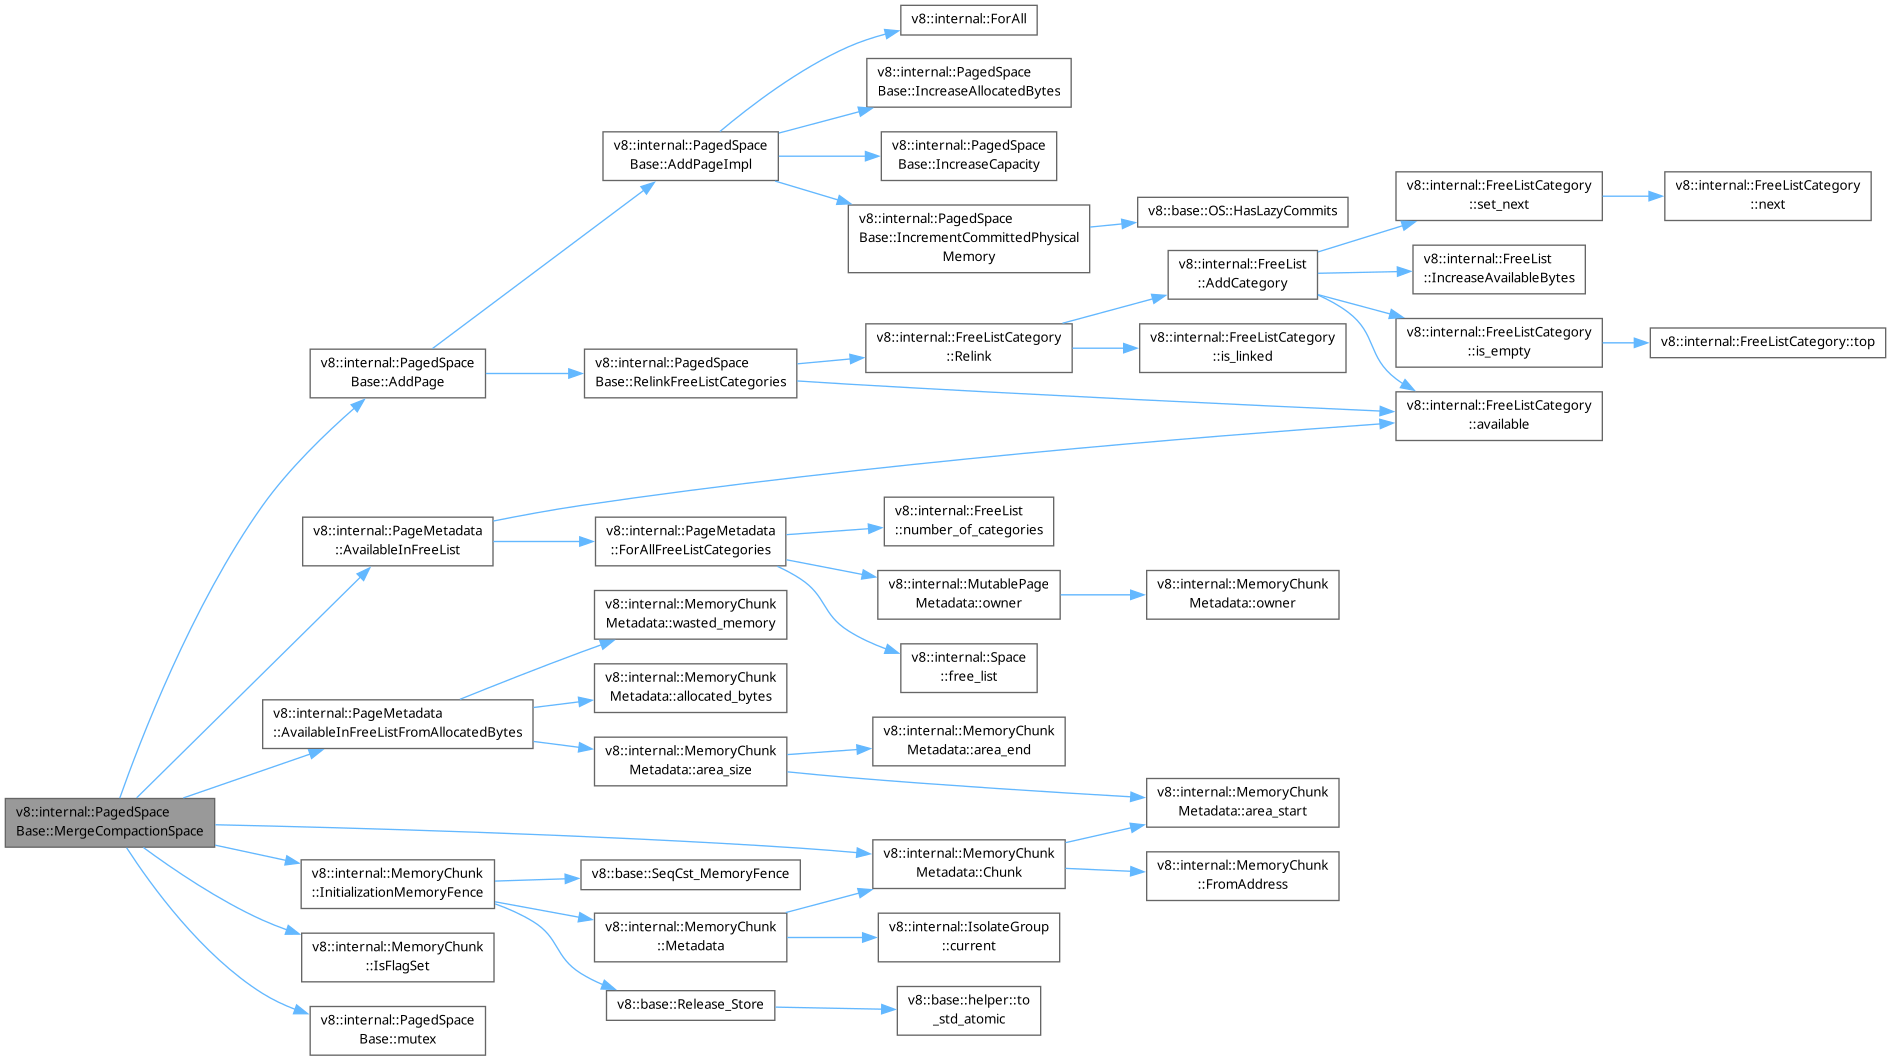 v8::internal::ForAll
v8::internal::PagedSpace
Base::IncreaseAllocatedBytes
v8::internal::PagedSpace
Base::AddPageImpl
v8::internal::PagedSpace
Base::IncreaseCapacity
v8::internal::PagedSpace
Base::IncrementCommittedPhysical
Memory
v8::base::OS::HasLazyCommits
v8::internal::FreeListCategory
::set_next
v8::internal::FreeListCategory
::next
v8::internal::FreeList
::AddCategory
v8::internal::FreeList
::IncreaseAvailableBytes
v8::internal::FreeListCategory
::is_empty
v8::internal::FreeListCategory::top
v8::internal::PagedSpace
Base::AddPage
v8::internal::PagedSpace
Base::RelinkFreeListCategories
v8::internal::FreeListCategory
::Relink
v8::internal::FreeListCategory
::is_linked
v8::internal::FreeListCategory
::available
v8::internal::PageMetadata
::AvailableInFreeList
v8::internal::PageMetadata
::ForAllFreeListCategories
v8::internal::FreeList
::number_of_categories
v8::internal::MutablePage
Metadata::owner
v8::internal::MemoryChunk
Metadata::owner
v8::internal::Space
::free_list
v8::internal::MemoryChunk
Metadata::wasted_memory
v8::internal::MemoryChunk
Metadata::allocated_bytes
v8::internal::PageMetadata
::AvailableInFreeListFromAllocatedBytes
v8::internal::MemoryChunk
Metadata::area_size
v8::internal::MemoryChunk
Metadata::area_end
v8::internal::MemoryChunk
Metadata::area_start
v8::internal::PagedSpace
Base::MergeCompactionSpace
v8::internal::MemoryChunk
Metadata::Chunk
v8::internal::MemoryChunk
::FromAddress
v8::internal::MemoryChunk
::InitializationMemoryFence
v8::base::SeqCst_MemoryFence
v8::internal::MemoryChunk
::Metadata
v8::internal::IsolateGroup
::current
v8::internal::MemoryChunk
::IsFlagSet
v8::base::Release_Store
v8::base::helper::to
_std_atomic
v8::internal::PagedSpace
Base::mutex